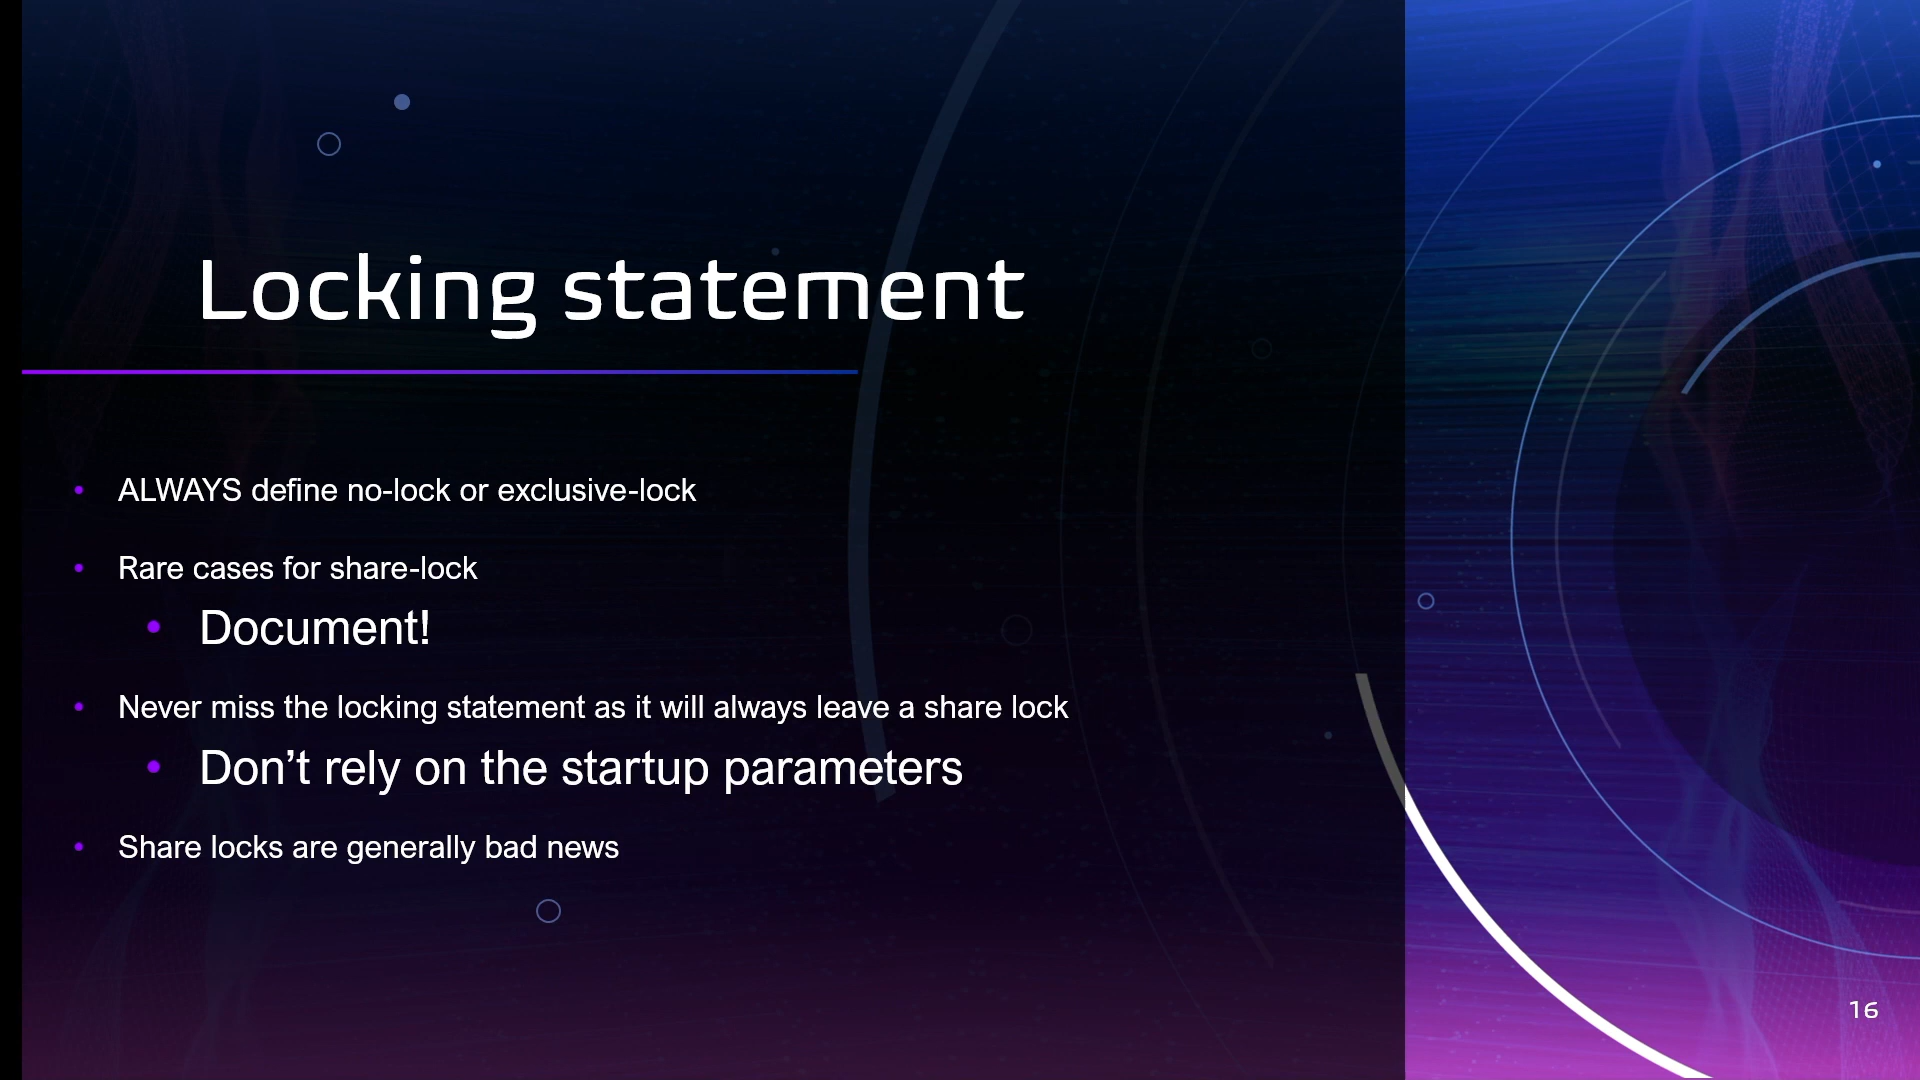 Locking statement
• ALWAYS define no-lock or exclusive-lock
• Rare cases for share-lock
• Document!
• Never miss the locking statement as it will always leave a share lock
• Don’t rely on the startup parameters
• Share locks are generally bad news
16